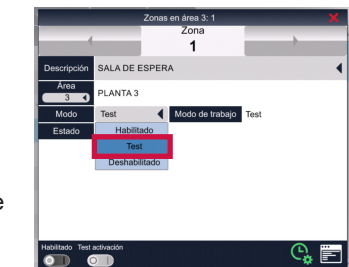 Zonas en área 3: 1
Zona
1
Descripción SALA DE ESPERA
Área
3
PLANTA 3
Modo Test Modo de trabajo Test
Estado Habilitado
Test
Deshabilitado
e
Habilitado Test activación